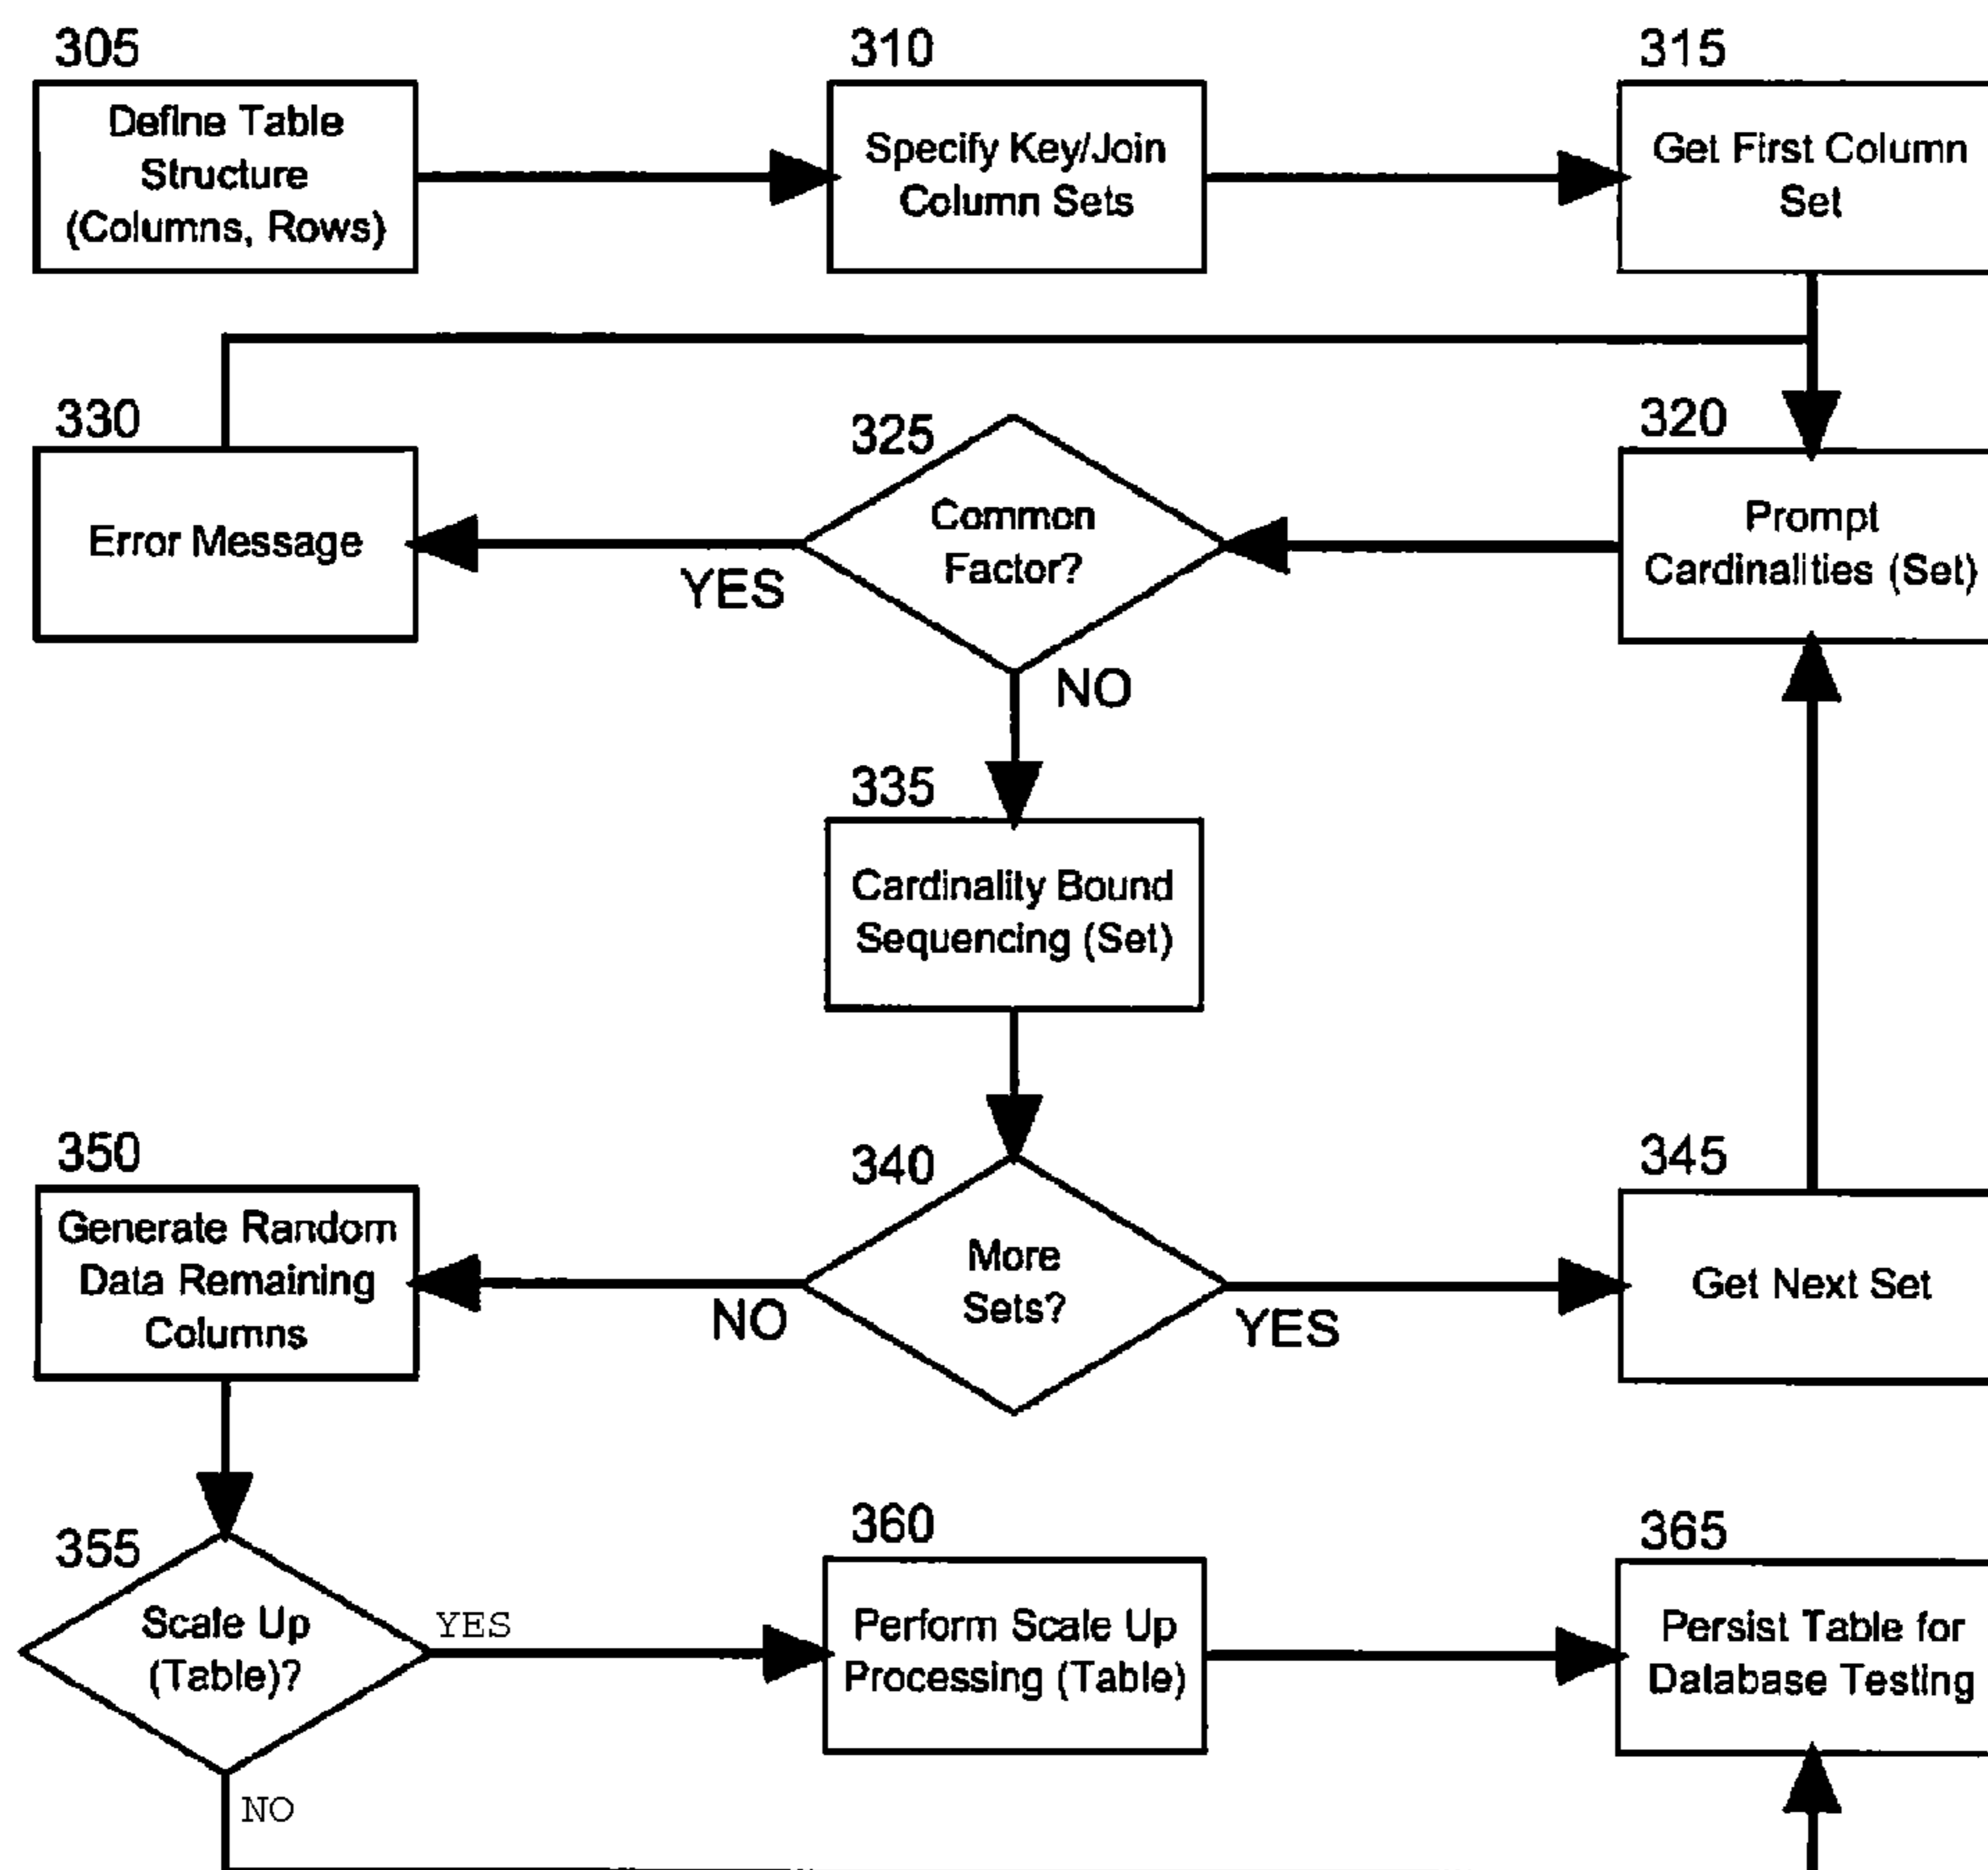 305
Define Table
Structure
(Columns, Rows)
310
Specify Key/Join
Column Sets
315
Get First Column
Set
330
Error Message
325
Common
Factor?
YES
NO
320
Prompt
Cardinalities (Set)
335
Cardinality Bound
Sequencing (Set)
350
Generate Random
Data Remaining
Columns
340
More
Sets?
NO
YES
345
Get Next Set
355
Scale Up
(Table)?
YES
NO
360
Perform Scale Up
Processing (Table)
365
Persist Table for
Database Testing